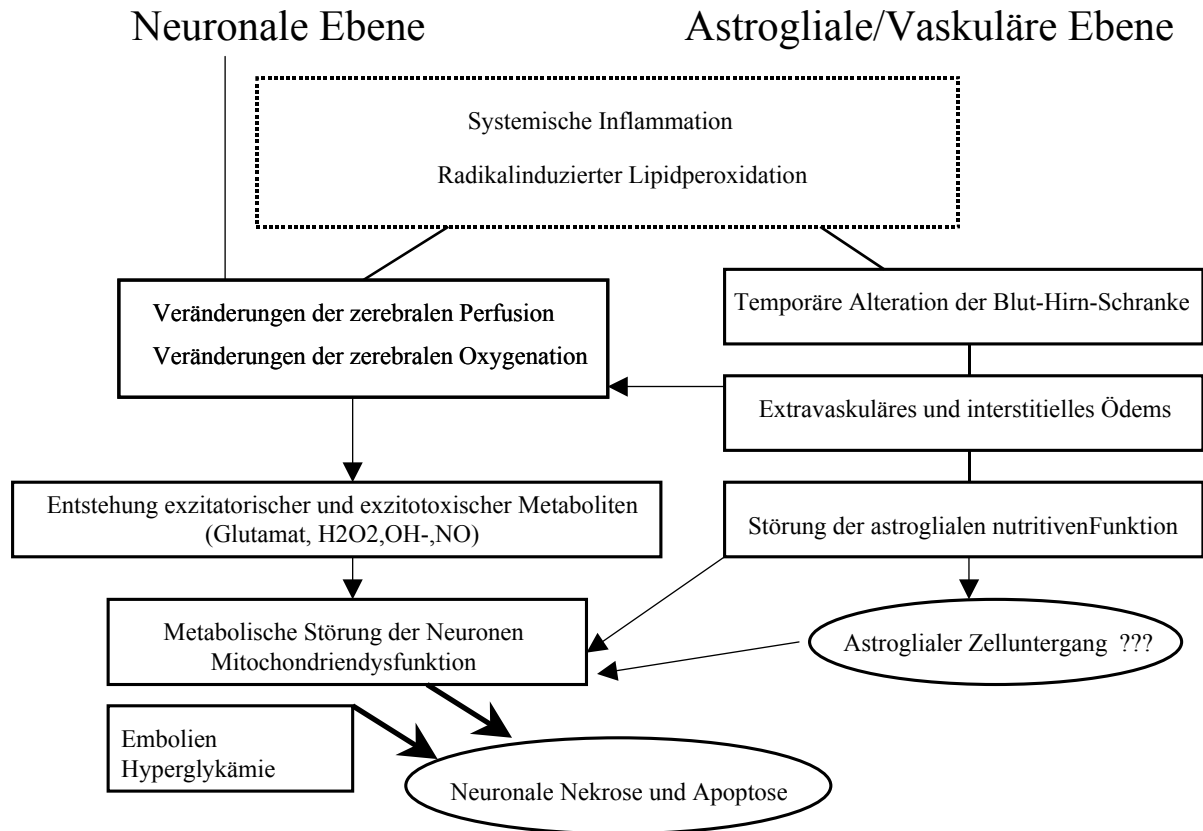 Neuronale Ebene
Astrogliale/Vaskuläre Ebene
Systemische Inflammation
Radikalinduzierter Lipidperoxidation
Veränderungen der zerebralen Perfusion
Veränderungen der zerebralen Oxygenation
Temporäre Alteration der Blut-Hirn-Schranke
Extravaskuläres und interstitielles Ödems
Entstehung exzitatorischer und exzitotoxischer Metaboliten
(Glutamat, H2O2,OH-,NO)
Störung der astroglialen nutritivenFunktion
Metabolische Störung der Neuronen
Mitochondriendysfunktion
Astroglialer Zelluntergang ???
Embolien
Hyperglykämie
Neuronale Nekrose und Apoptose